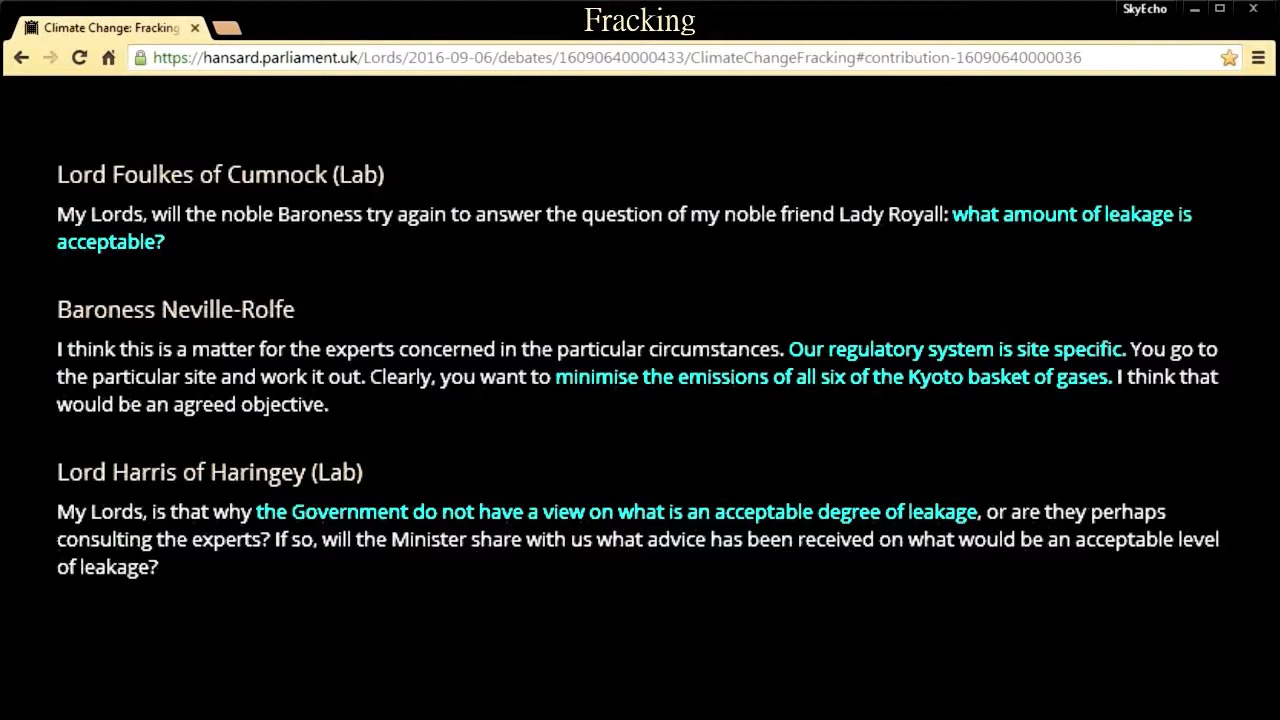 Fracking
SkyEcho
Climate Change: Fracking
https://hansard.parliament.uk/Lords/2016-09-06/debates/16090640000433/ClimateChangeFracking#contribution-16090640000036
Lord Foulkes of Cumnock (Lab)
My Lords, will the noble Baroness try again to answer the question of my noble friend Lady Royall: what amount of leakage is
acceptable?
Baroness Neville-Rolfe
I think this is a matter for the experts concerned in the particular circumstances. Our regulatory system is site specific. You go to
the particular site and work it out. Clearly, you want to minimise the emissions of all six of the Kyoto basket of gases. I think that
would be an agreed objective.
Lord Harris of Haringey (Lab)
My Lords, is that why the Government do not have a view on what is an acceptable degree of leakage, or are they perhaps
consulting the experts? If so, will the Minister share with us what advice has been received on what would be an acceptable level
of leakage?